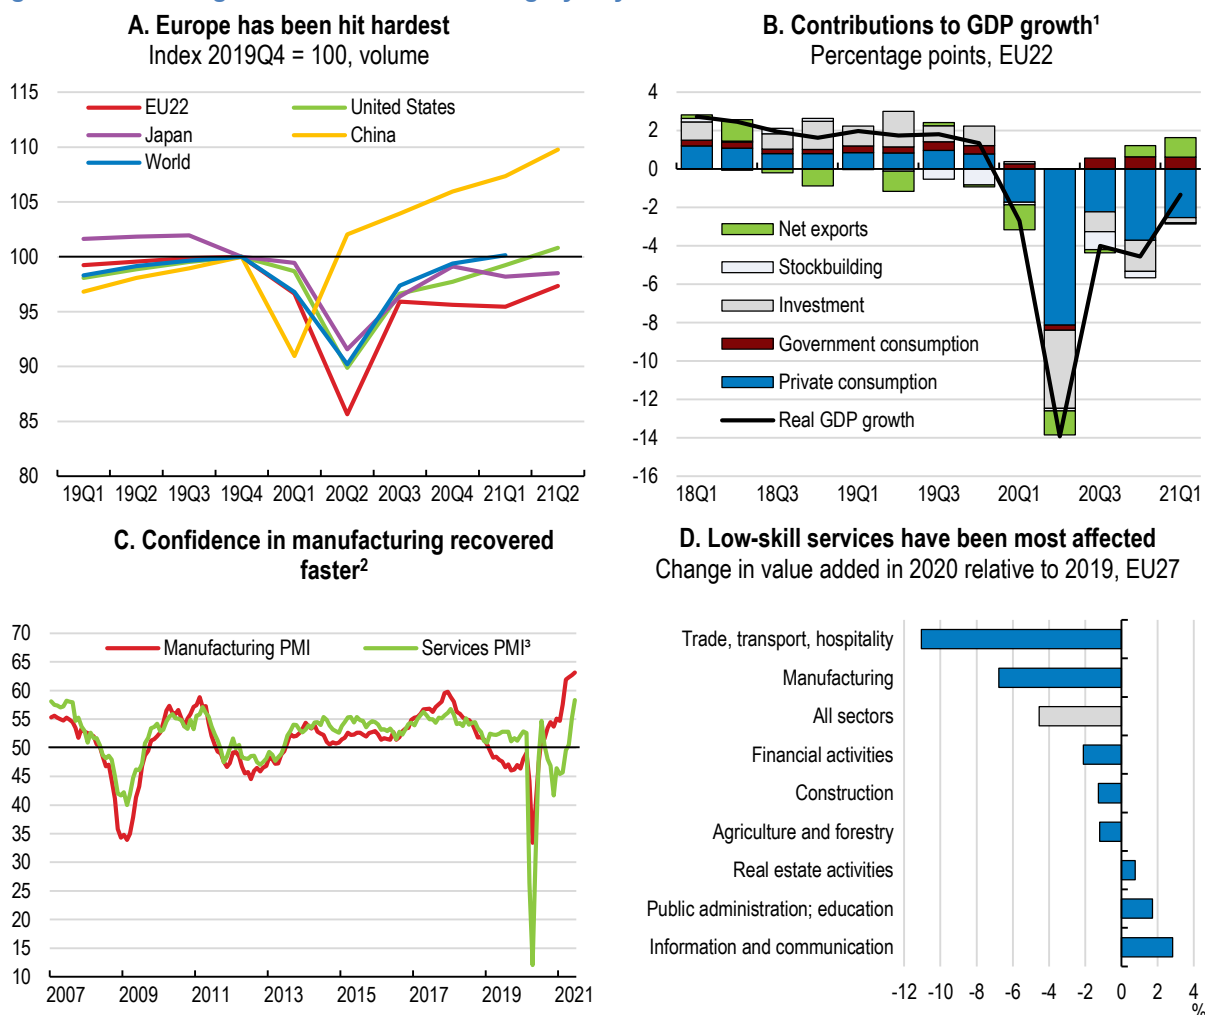 A. Europe has been hit hardest
Index 2019Q4 = 100, volume
115
110
105
100
95
90
85
80
EU22
United States
Japan
China
World
19Q1 19Q2 19Q3 19Q4 20Q1 20Q2 20Q3 20Q4 21Q1 21Q2
B. Contributions to GDP growth¹
Percentage points, EU22
4
2
0
-2
-4
-6
-8
-10
-12
-14
-16
Net exports
Stockbuilding
Investment
Government consumption
Private consumption
Real GDP growth
18Q1 18Q3 19Q1 19Q3 20Q1 20Q3 21Q1
C. Confidence in manufacturing recovered
faster²
70
65
60
55
50
45
40
35
30
25
20
15
10
Manufacturing PMI
Services PMI³
2007 2009 2011 2013 2015 2017 2019 2021
D. Low-skill services have been most affected
Change in value added in 2020 relative to 2019, EU27
Trade, transport, hospitality
Manufacturing
All sectors
Financial activities
Construction
Agriculture and forestry
Real estate activities
Public administration; education
Information and communication
-12 -10 -8 -6 -4 -2 0 2 4
%